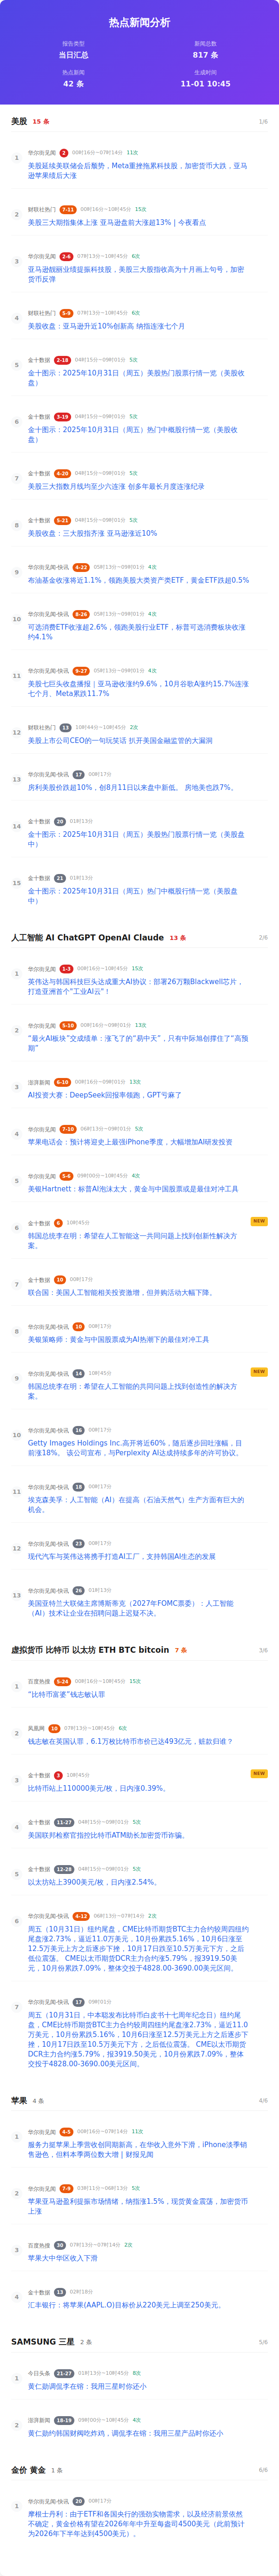 热点新闻分析
报告类型
新闻总数
当日汇总
817 条
热点新闻
生成时间
42 条
11-01 10:45
美股 15 条 1/6
1
华尔街见闻 2 00时16分~07时14分 11次
美股延续美联储会后颓势，Meta重挫拖累科技股，加密货币大跌，亚马
逊苹果绩后大涨
2
财联社热门 7-11 00时16分~10时45分 15次
美股三大期指集体上涨 亚马逊盘前大涨超13% | 今夜看点
3
华尔街见闻 2-6 07时13分~10时45分 6次
亚马逊靓丽业绩提振科技股，美股三大股指收高为十月画上句号，加密
货币反弹
4
财联社热门 5-9 07时13分~10时45分 6次
美股收盘：亚马逊升近10%创新高 纳指连涨七个月
5
金十数据 2-18 04时15分~09时01分 5次
金十图示：2025年10月31日（周五）美股热门股票行情一览（美股收
盘）
6
金十数据 3-19 04时15分~09时01分 5次
金十图示：2025年10月31日（周五）热门中概股行情一览（美股收
盘）
7
金十数据 4-20 04时15分~09时01分 5次
美股三大指数月线均至少六连涨 创多年最长月度连涨纪录
8
金十数据 5-21 04时15分~09时01分 5次
美股收盘：三大股指齐涨 亚马逊涨近10%
9
华尔街见闻-快讯 4-22 05时13分~09时01分 4次
布油基金收涨将近1.1%，领跑美股大类资产类ETF，黄金ETF跌超0.5%
10
华尔街见闻-快讯 8-26 05时13分~09时01分 4次
可选消费ETF收涨超2.6%，领跑美股行业ETF，标普可选消费板块收涨
约4.1%
11
华尔街见闻-快讯 9-27 05时13分~09时01分 4次
美股七巨头收盘播报｜亚马逊收涨约9.6%，10月谷歌A涨约15.7%连涨
七个月、Meta累跌11.7%
12
财联社热门 13 10时44分~10时45分 2次
美股上市公司CEO的一句玩笑话 扒开美国金融监管的大漏洞
13
华尔街见闻-快讯 17 00时17分
房利美股价跌超10%，创8月11日以来盘中新低。 房地美也跌7%。
14
金十数据 20 01时13分
金十图示：2025年10月31日（周五）美股热门股票行情一览（美股盘
中）
15
金十数据 21 01时13分
金十图示：2025年10月31日（周五）热门中概股行情一览（美股盘
中）
人工智能 AI ChatGPT OpenAI Claude 13 条 2/6
1
华尔街见闻 1-3 00时16分~10时45分 15次
英伟达与韩国科技巨头达成重大AI协议：部署26万颗Blackwell芯片，
打造亚洲首个"工业AI云"！
2
华尔街见闻 5-10 00时16分~09时01分 13次
"最火AI板块"交成绩单：涨飞了的"易中天"，只有中际旭创撑住了"高预
期"
3
澎湃新闻 6-10 00时16分~09时01分 13次
AI投资大赛：DeepSeek回报率领跑，GPT亏麻了
4
华尔街见闻 7-10 06时13分~09时01分 5次
苹果电话会：预计将迎史上最强iPhone季度，大幅增加AI研发投资
5
华尔街见闻 5-6 09时00分~10时45分 4次
美银Hartnett：标普AI泡沫太大，黄金与中国股票或是最佳对冲工具
6
金十数据 6 10时45分 NEW
韩国总统李在明：希望在人工智能这一共同问题上找到创新性解决方
案。
7
金十数据 10 00时17分
联合国：美国人工智能相关投资激增，但并购活动大幅下降。
8
华尔街见闻-快讯 10 00时17分
美银策略师：黄金与中国股票成为AI热潮下的最佳对冲工具
9
华尔街见闻-快讯 14 10时45分 NEW
韩国总统李在明：希望在人工智能的共同问题上找到创造性的解决方
案。
10
华尔街见闻-快讯 16 00时17分
Getty Images Holdings Inc.高开将近60%，随后逐步回吐涨幅，目
前涨18%。 该公司宣布，与Perplexity AI达成持续多年的许可协议。
11
华尔街见闻-快讯 18 00时17分
埃克森美孚：人工智能（AI）在提高（石油天然气）生产方面有巨大的
机会。
12
华尔街见闻-快讯 23 00时17分
现代汽车与英伟达将携手打造AI工厂，支持韩国AI生态的发展
13
华尔街见闻-快讯 26 01时13分
美国亚特兰大联储主席博斯蒂克（2027年FOMC票委）：人工智能
（AI）技术让企业在招聘问题上迟疑不决。
虚拟货币 比特币 以太坊 ETH BTC bitcoin 7 条 3/6
1
百度热搜 5-24 00时16分~10时45分 15次
"比特币富婆"钱志敏认罪
2
凤凰网 10 07时13分~10时45分 6次
钱志敏在英国认罪，6.1万枚比特币市价已达493亿元，赔款归谁？
3
金十数据 3 10时45分 NEW
比特币站上110000美元/枚，日内涨0.39%。
4
金十数据 11-27 04时15分~09时01分 5次
美国联邦检察官指控比特币ATM助长加密货币诈骗。
5
金十数据 12-28 04时15分~09时01分 5次
以太坊站上3900美元/枚，日内涨2.54%。
6
华尔街见闻-快讯 4-12 06时13分~07时14分 2次
周五（10月31日）纽约尾盘，CME比特币期货BTC主力合约较周四纽约
尾盘涨2.73%，逼近11.0万美元，10月份累跌5.16%，10月6日涨至
12.5万美元上方之后逐步下挫，10月17日跌至10.5万美元下方，之后
低位震荡。 CME以太币期货DCR主力合约涨5.79%，报3919.50美
元，10月份累跌7.09%，整体交投于4828.00-3690.00美元区间。
7
华尔街见闻-快讯 17 09时01分
周五（10月31日，中本聪发布比特币白皮书十七周年纪念日）纽约尾
盘，CME比特币期货BTC主力合约较周四纽约尾盘涨2.73%，逼近11.0
万美元，10月份累跌5.16%，10月6日涨至12.5万美元上方之后逐步下
挫，10月17日跌至10.5万美元下方，之后低位震荡。 CME以太币期货
DCR主力合约涨5.79%，报3919.50美元，10月份累跌7.09%，整体
交投于4828.00-3690.00美元区间。
苹果 4 条 4/6
1
华尔街见闻 4-5 00时16分~07时14分 11次
服务力挺苹果上季营收创同期新高，在华收入意外下滑，iPhone淡季销
售逊色，但料本季两位数大增 | 财报见闻
2
华尔街见闻 7-9 03时11分~06时13分 5次
苹果亚马逊盈利提振市场情绪，纳指涨1.5%，现货黄金震荡，加密货币
上涨
3
百度热搜 30 07时13分~07时14分 2次
苹果大中华区收入下滑
4
金十数据 13 02时18分
汇丰银行：将苹果(AAPL.O)目标价从220美元上调至250美元。
SAMSUNG 三星 2 条 5/6
1
今日头条 21-27 01时13分~10时45分 8次
黄仁勋调侃李在镕：我用三星时你还小
2
澎湃新闻 18-19 09时00分~10时45分 4次
黄仁勋约韩国财阀吃炸鸡，调侃李在镕：我用三星产品时你还小
金价 黄金 1 条 6/6
1
华尔街见闻-快讯 20 00时17分
摩根士丹利：由于ETF和各国央行的强劲实物需求，以及经济前景依然
不确定，黄金价格有望在2026年年中升至每盎司4500美元（此前预计
为2026年下半年达到4500美元）。